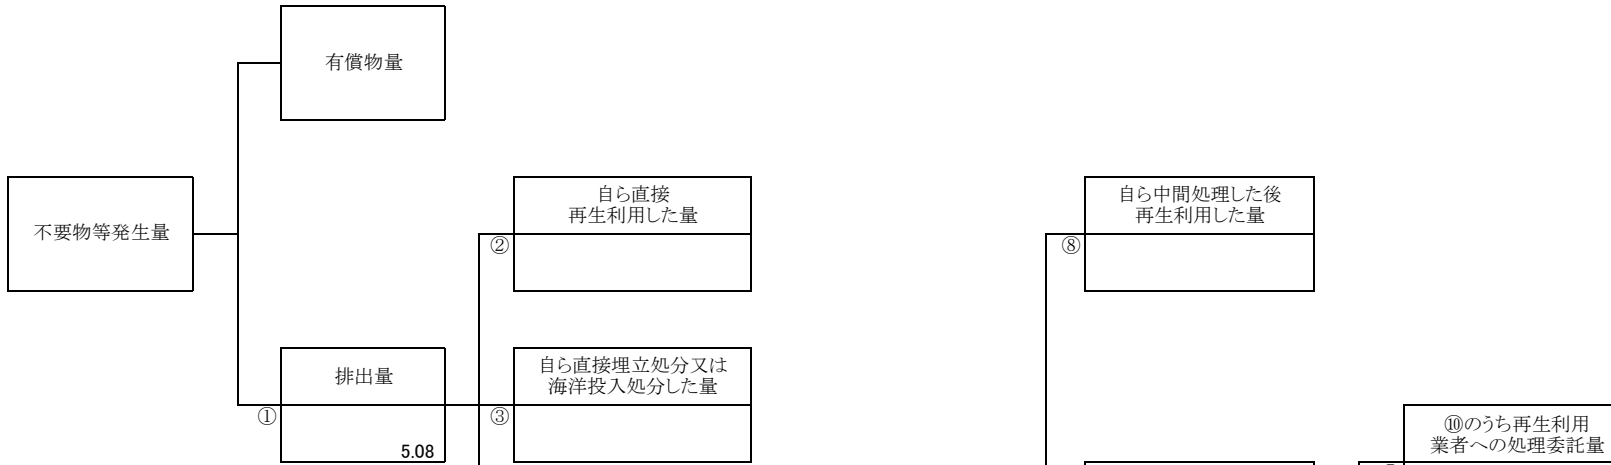 有償物量
不要物等発生量
自ら直接
再生利用した量
②
自ら中間処理した後
再生利用した量
⑧
排出量
①
5.08
自ら直接埋立処分又は
海洋投入処分した量
③
⑩のうち再生利用
業者への処理委託量